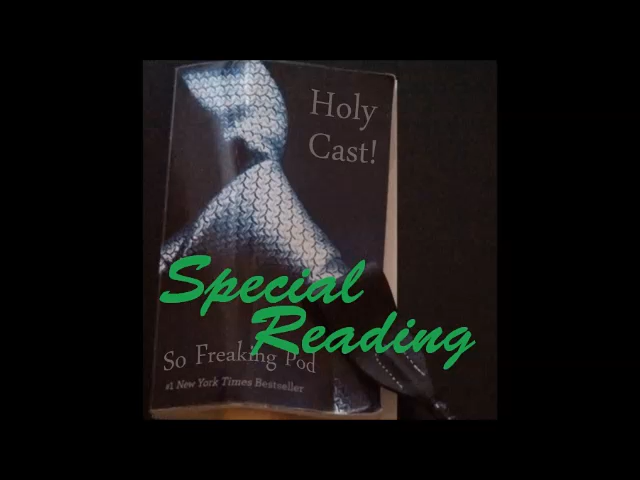 Holy
Cast!
Special
Reading
So Freaking Pod
#1 New York Times Bestseller